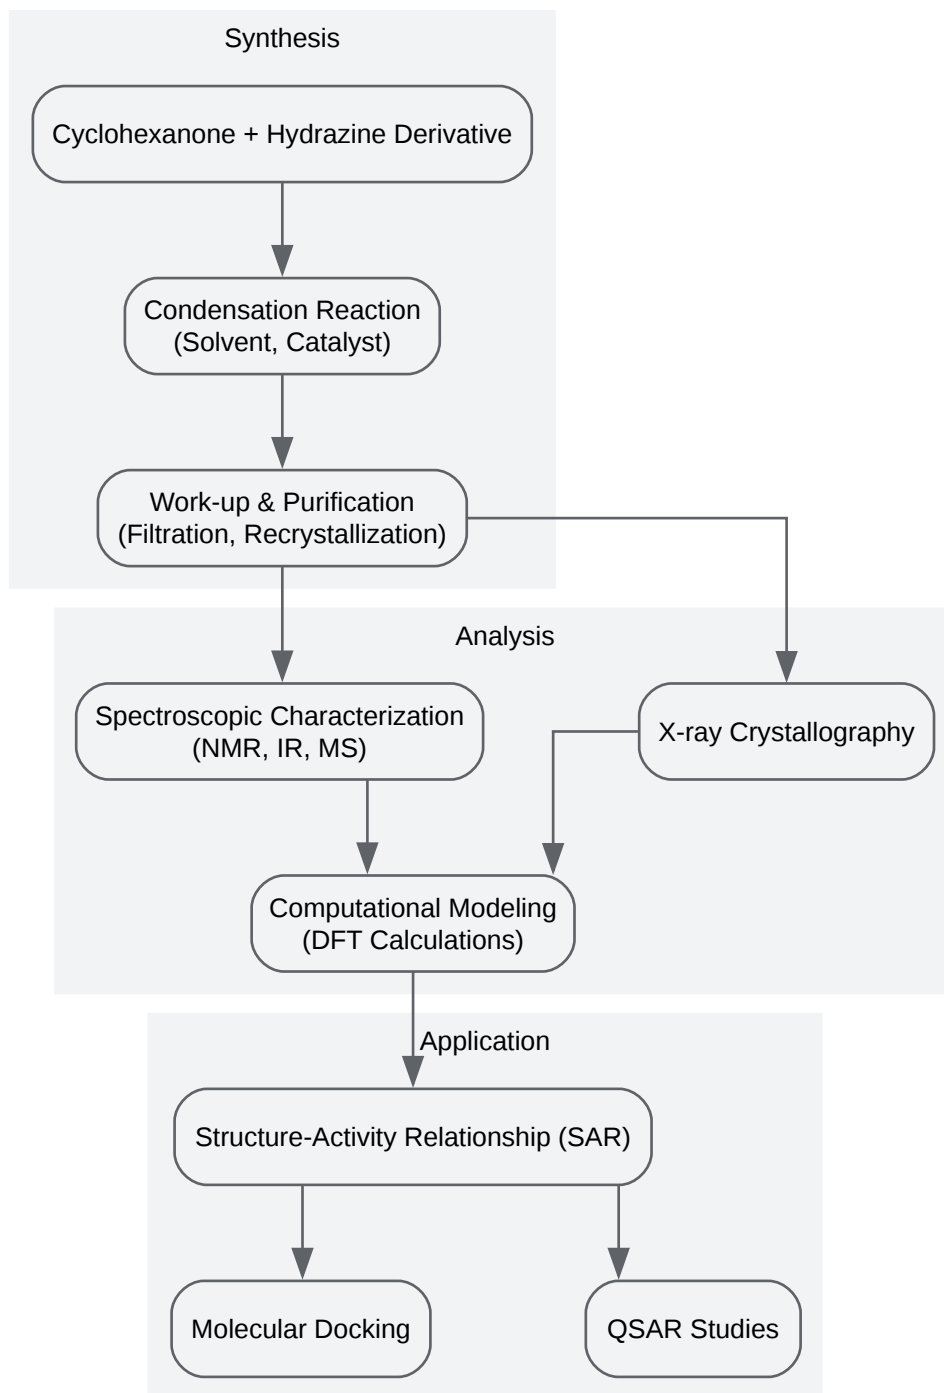 Synthesis
Cyclohexanone + Hydrazine Derivative
Condensation Reaction
(Solvent, Catalyst)
Work-up & Purification
(Filtration, Recrystallization)
Analysis
Spectroscopic Characterization
(NMR, IR, MS)
X-ray Crystallography
Computational Modeling
(DFT Calculations)
Application
Structure-Activity Relationship (SAR)
Molecular Docking
QSAR Studies